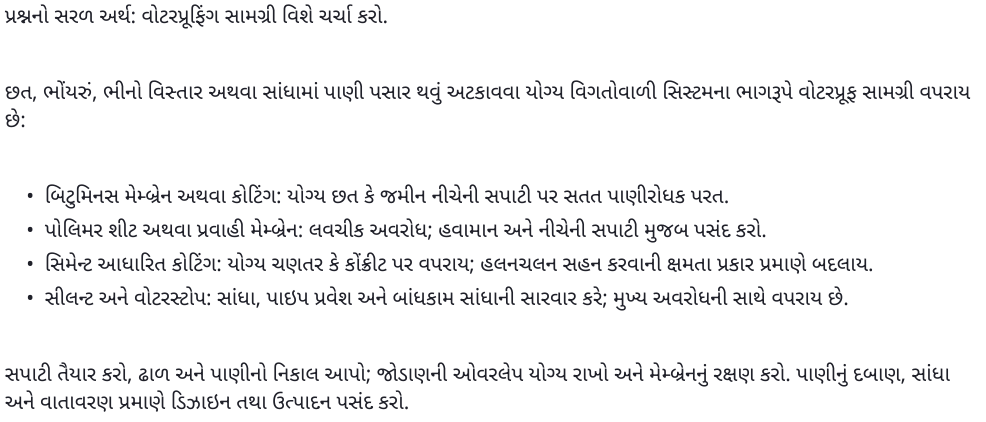 પ્રશ્નનો સરળ અર્થ: વોટરપ્રૂફિંગ સામગ્રી વિશે ચર્ચા કરો.
છત, ભોંયરું, ભીનો વિસ્તાર અથવા સાંધામાં પાણી પસાર થવું અટકાવવા યોગ્ય વિગતોવાળી સિસ્ટમના ભાગરૂપે વોટરપ્રૂફ સામગ્રી વપરાય
છે:
• બિટુમિનસ મેમ્બ્રેન અથવા કોટિંગ: યોગ્ય છત કે જમીન નીચેની સપાટી પર સતત પાણીરોધક પરત.
• પોલિમર શીટ અથવા પ્રવાહી મેમ્બ્રેન: લવચીક અવરોધ; હવામાન અને નીચેની સપાટી મુજબ પસંદ કરો.
• સિમેન્ટ આધારિત કોટિંગ: યોગ્ય ચણતર કે કોંક્રીટ પર વપરાય; હલનચલન સહન કરવાની ક્ષમતા પ્રકાર પ્રમાણે બદલાય.
• સીલન્ટ અને વોટરસ્ટોપ: સાંધા, પાઇપ પ્રવેશ અને બાંધકામ સાંધાની સારવાર કરે; મુખ્ય અવરોધની સાથે વપરાય છે.
સપાટી તૈયાર કરો, ઢાળ અને પાણીનો નિકાલ આપો; જોડાણની ઓવરલેપ યોગ્ય રાખો અને મેમ્બ્રેનનું રક્ષણ કરો. પાણીનું દબાણ, સાંધા
અને વાતાવરણ પ્રમાણે ડિઝાઇન તથા ઉત્પાદન પસંદ કરો.